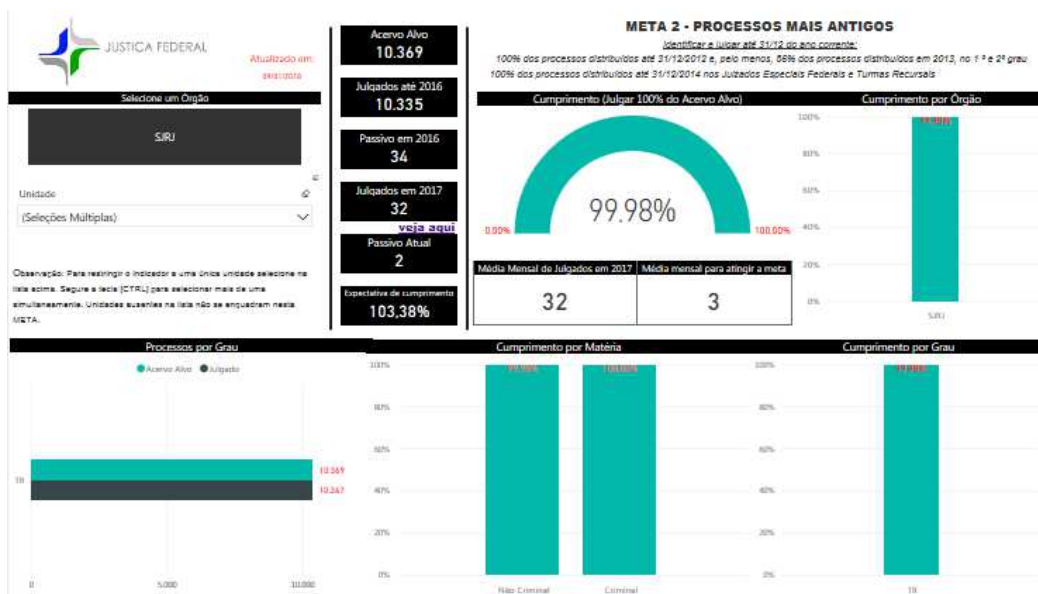 JUSTIÇA FEDERAL
Atualizado em:
Selecione um Órgão
SJRJ
Unidade
(Seleções Múltiplas)
Observação: Para restringir o indicador a uma única unidade selecione na
lista acima. Segure a tecla [CTRL] para selecionar mais de uma
simultaneamente. Unidades ausentes na lista não se enquadram nesta
META.
Acervo Alvo
10.369
Julgados até 2016
10.335
Passivo em 2016
34
Julgados em 2017
32
veja aqui
Passivo Atual
2
Expectativa de cumprimento
103,38%
META 2 - PROCESSOS MAIS ANTIGOS
Identificar e julgar até 31/12 do ano corrente:
100% dos processos distribuídos até 31/12/2012 e, pelo menos, 85% dos processos distribuídos em 2013, no 1º e 2º grau
100% dos processos distribuídos até 31/12/2014 nos Juizados Especiais Federais e Turmas Recursais
Cumprimento (Julgar 100% do Acervo Alvo)
99.98%
0.00%
100.00%
Média Mensal de Julgados em 2017
Média mensal para atingir a meta
32
3
Cumprimento por Órgão
100%
99.98%
80%
60%
40%
20%
0%
SJRJ
Processos por Grau
Acervo Alvo
Julgado
TR
10.369
10.367
0
5.000
10.000
Cumprimento por Matéria
100%
99.98%
100.00%
80%
60%
40%
20%
0%
Não Criminal
Criminal
Cumprimento por Grau
100%
99.98%
80%
60%
40%
20%
0%
TR